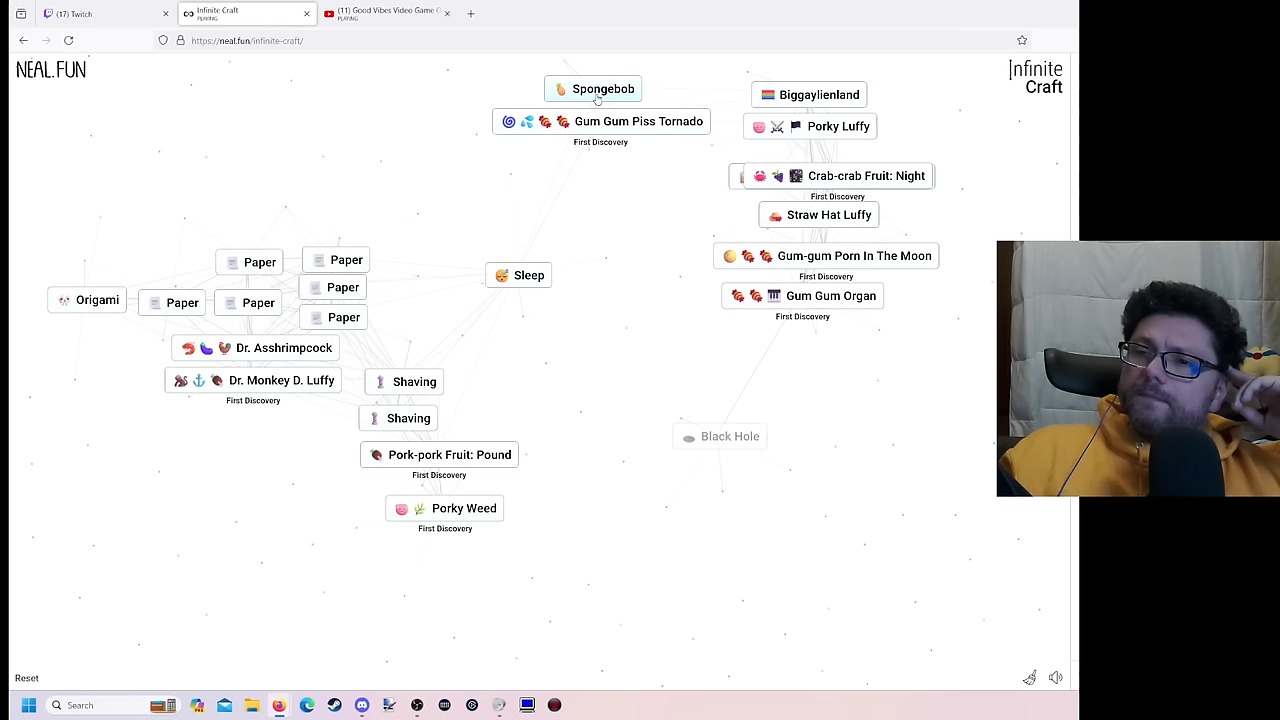 (17) Twitch
Infinite Craft
PLAYING
(11) Good Vibes Video Game
PLAYING
https://neal.fun/infinite-craft/
NEAL.FUN
Infinite
Craft
Spongebob
Gum Gum Piss Tornado
First Discovery
Biggaylienland
Porky Luffy
Crab-crab Fruit: Night
First Discovery
Straw Hat Luffy
Gum-gum Porn In The Moon
First Discovery
Gum Gum Organ
First Discovery
Sleep
Paper
Paper
Paper
Origami
Paper
Paper
Paper
Dr. Asshrimpcock
Dr. Monkey D. Luffy
First Discovery
Shaving
Shaving
Pork-pork Fruit: Pound
First Discovery
Porky Weed
First Discovery
Black Hole
Reset
Search